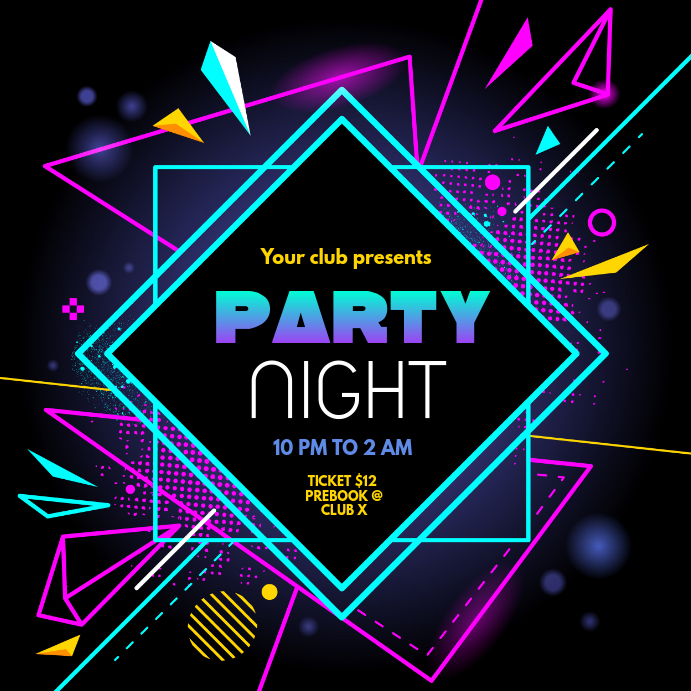 Your club presents
PARTY
NIGHT
10 PM TO 2 AM
TICKET $12
PREBOOK @
CLUB X